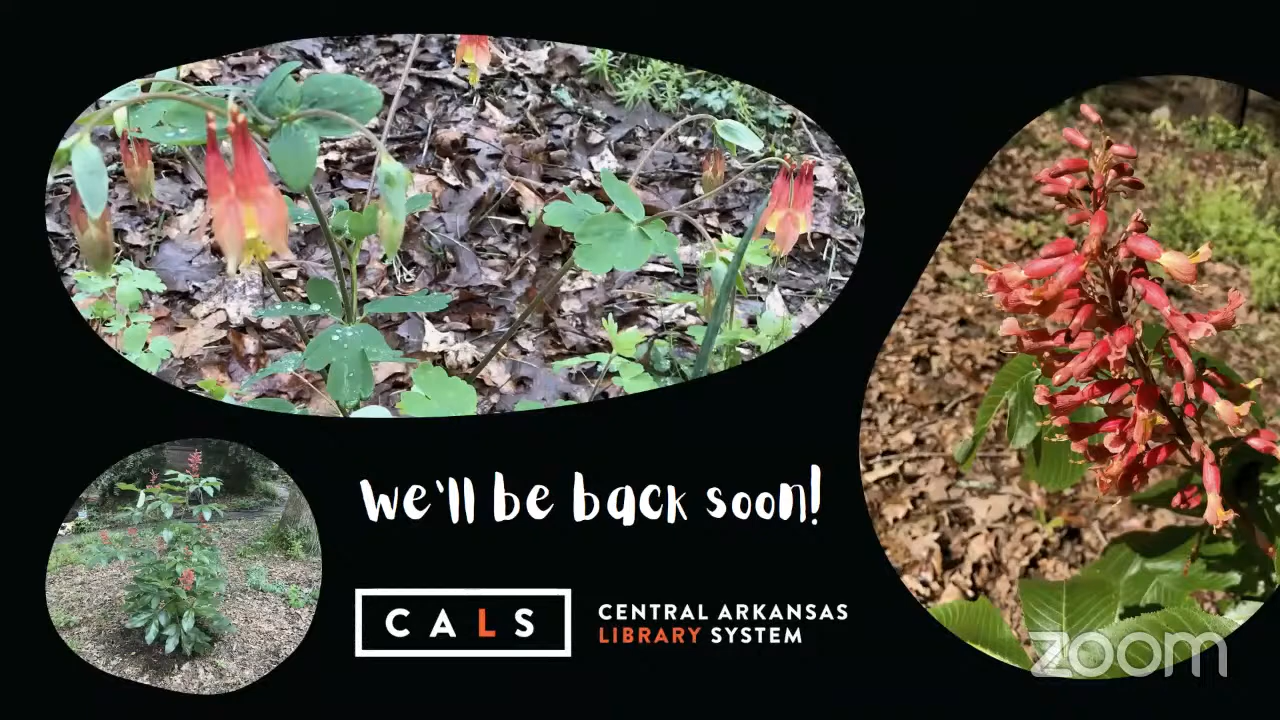 We'll be back soon!
CALS
CENTRAL ARKANSAS
LIBRARY SYSTEM
zoom